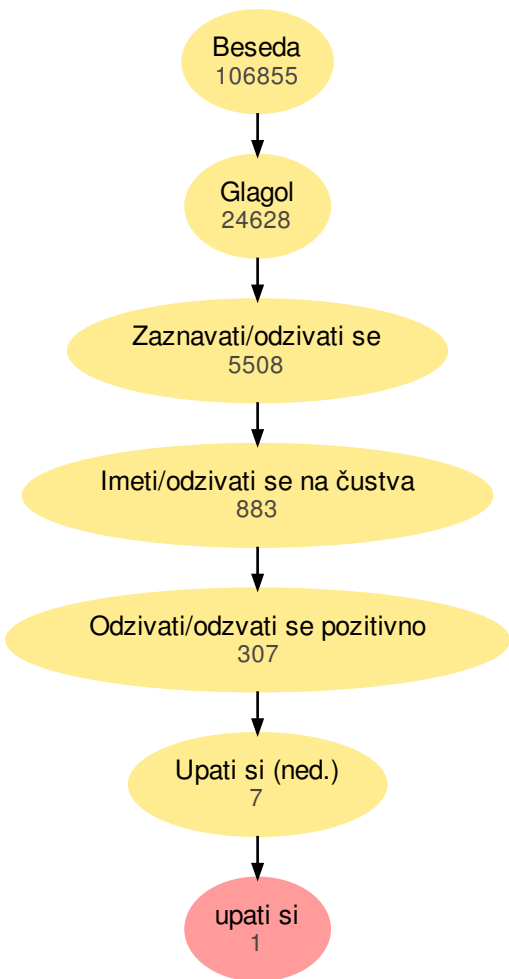 Beseda
106855
Glagol
24628
Zaznavati/odzivati se
5508
Imeti/odzivati se na čustva
883
Odzivati/odzvati se pozitivno
307
Upati si (ned.)
7
upati si
1